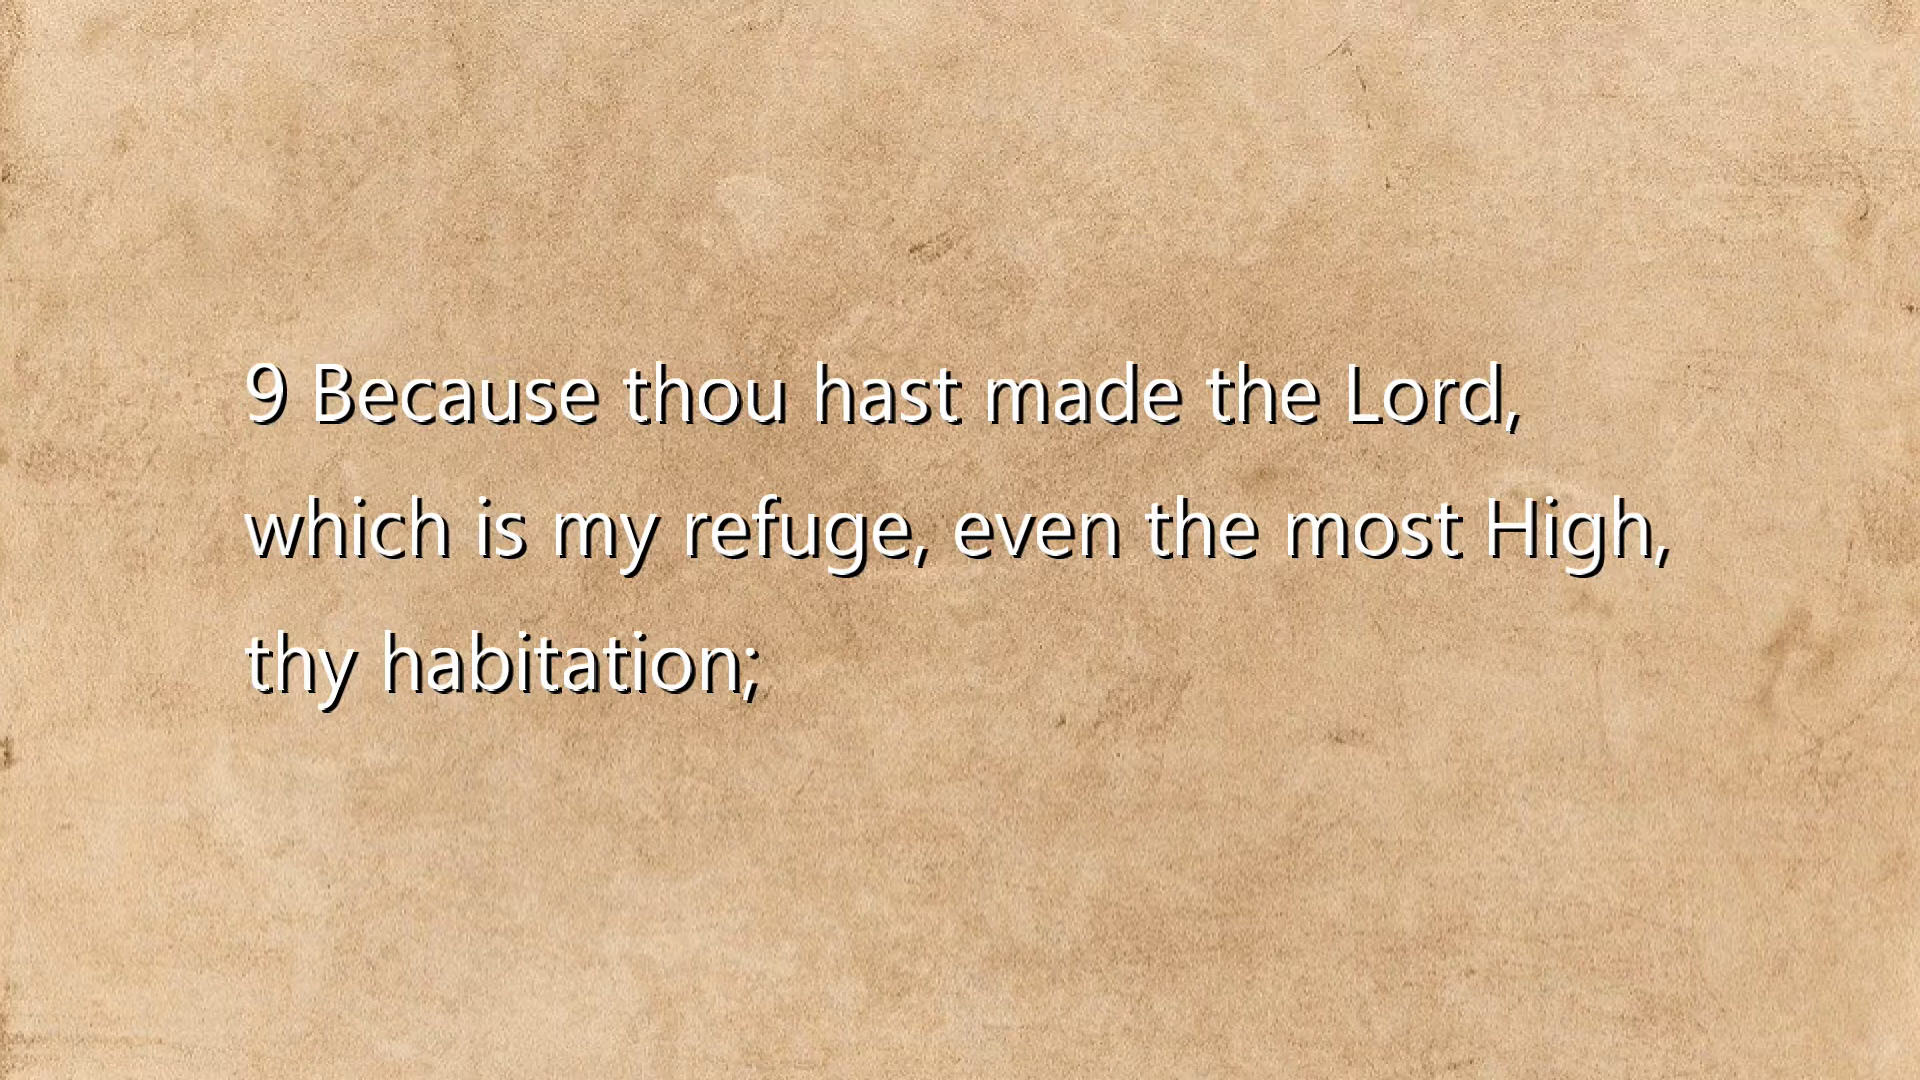 9 Because thou hast made the Lord,
which is my refuge, even the most High,
thy habitation;